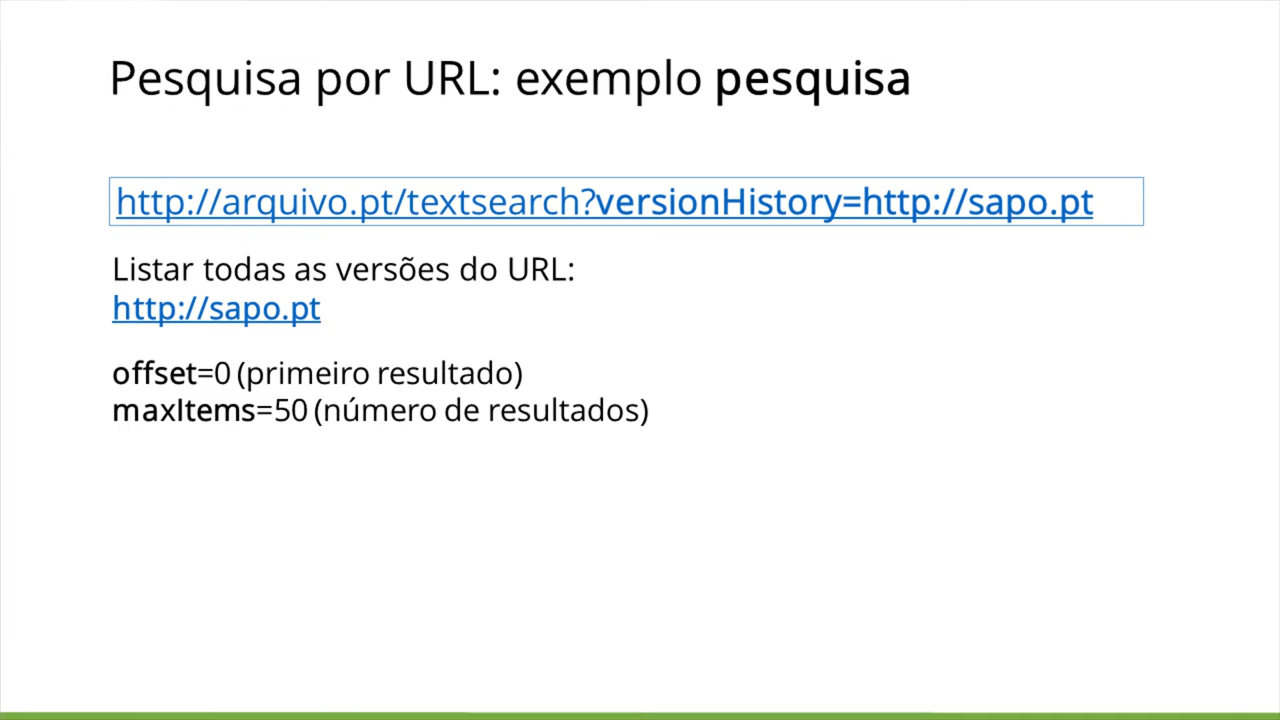 Pesquisa por URL: exemplo pesquisa
http://arquivo.pt/textsearch?versionHistory=http://sapo.pt
Listar todas as versões do URL:
http://sapo.pt
offset=0 (primeiro resultado)
maxItems=50 (número de resultados)